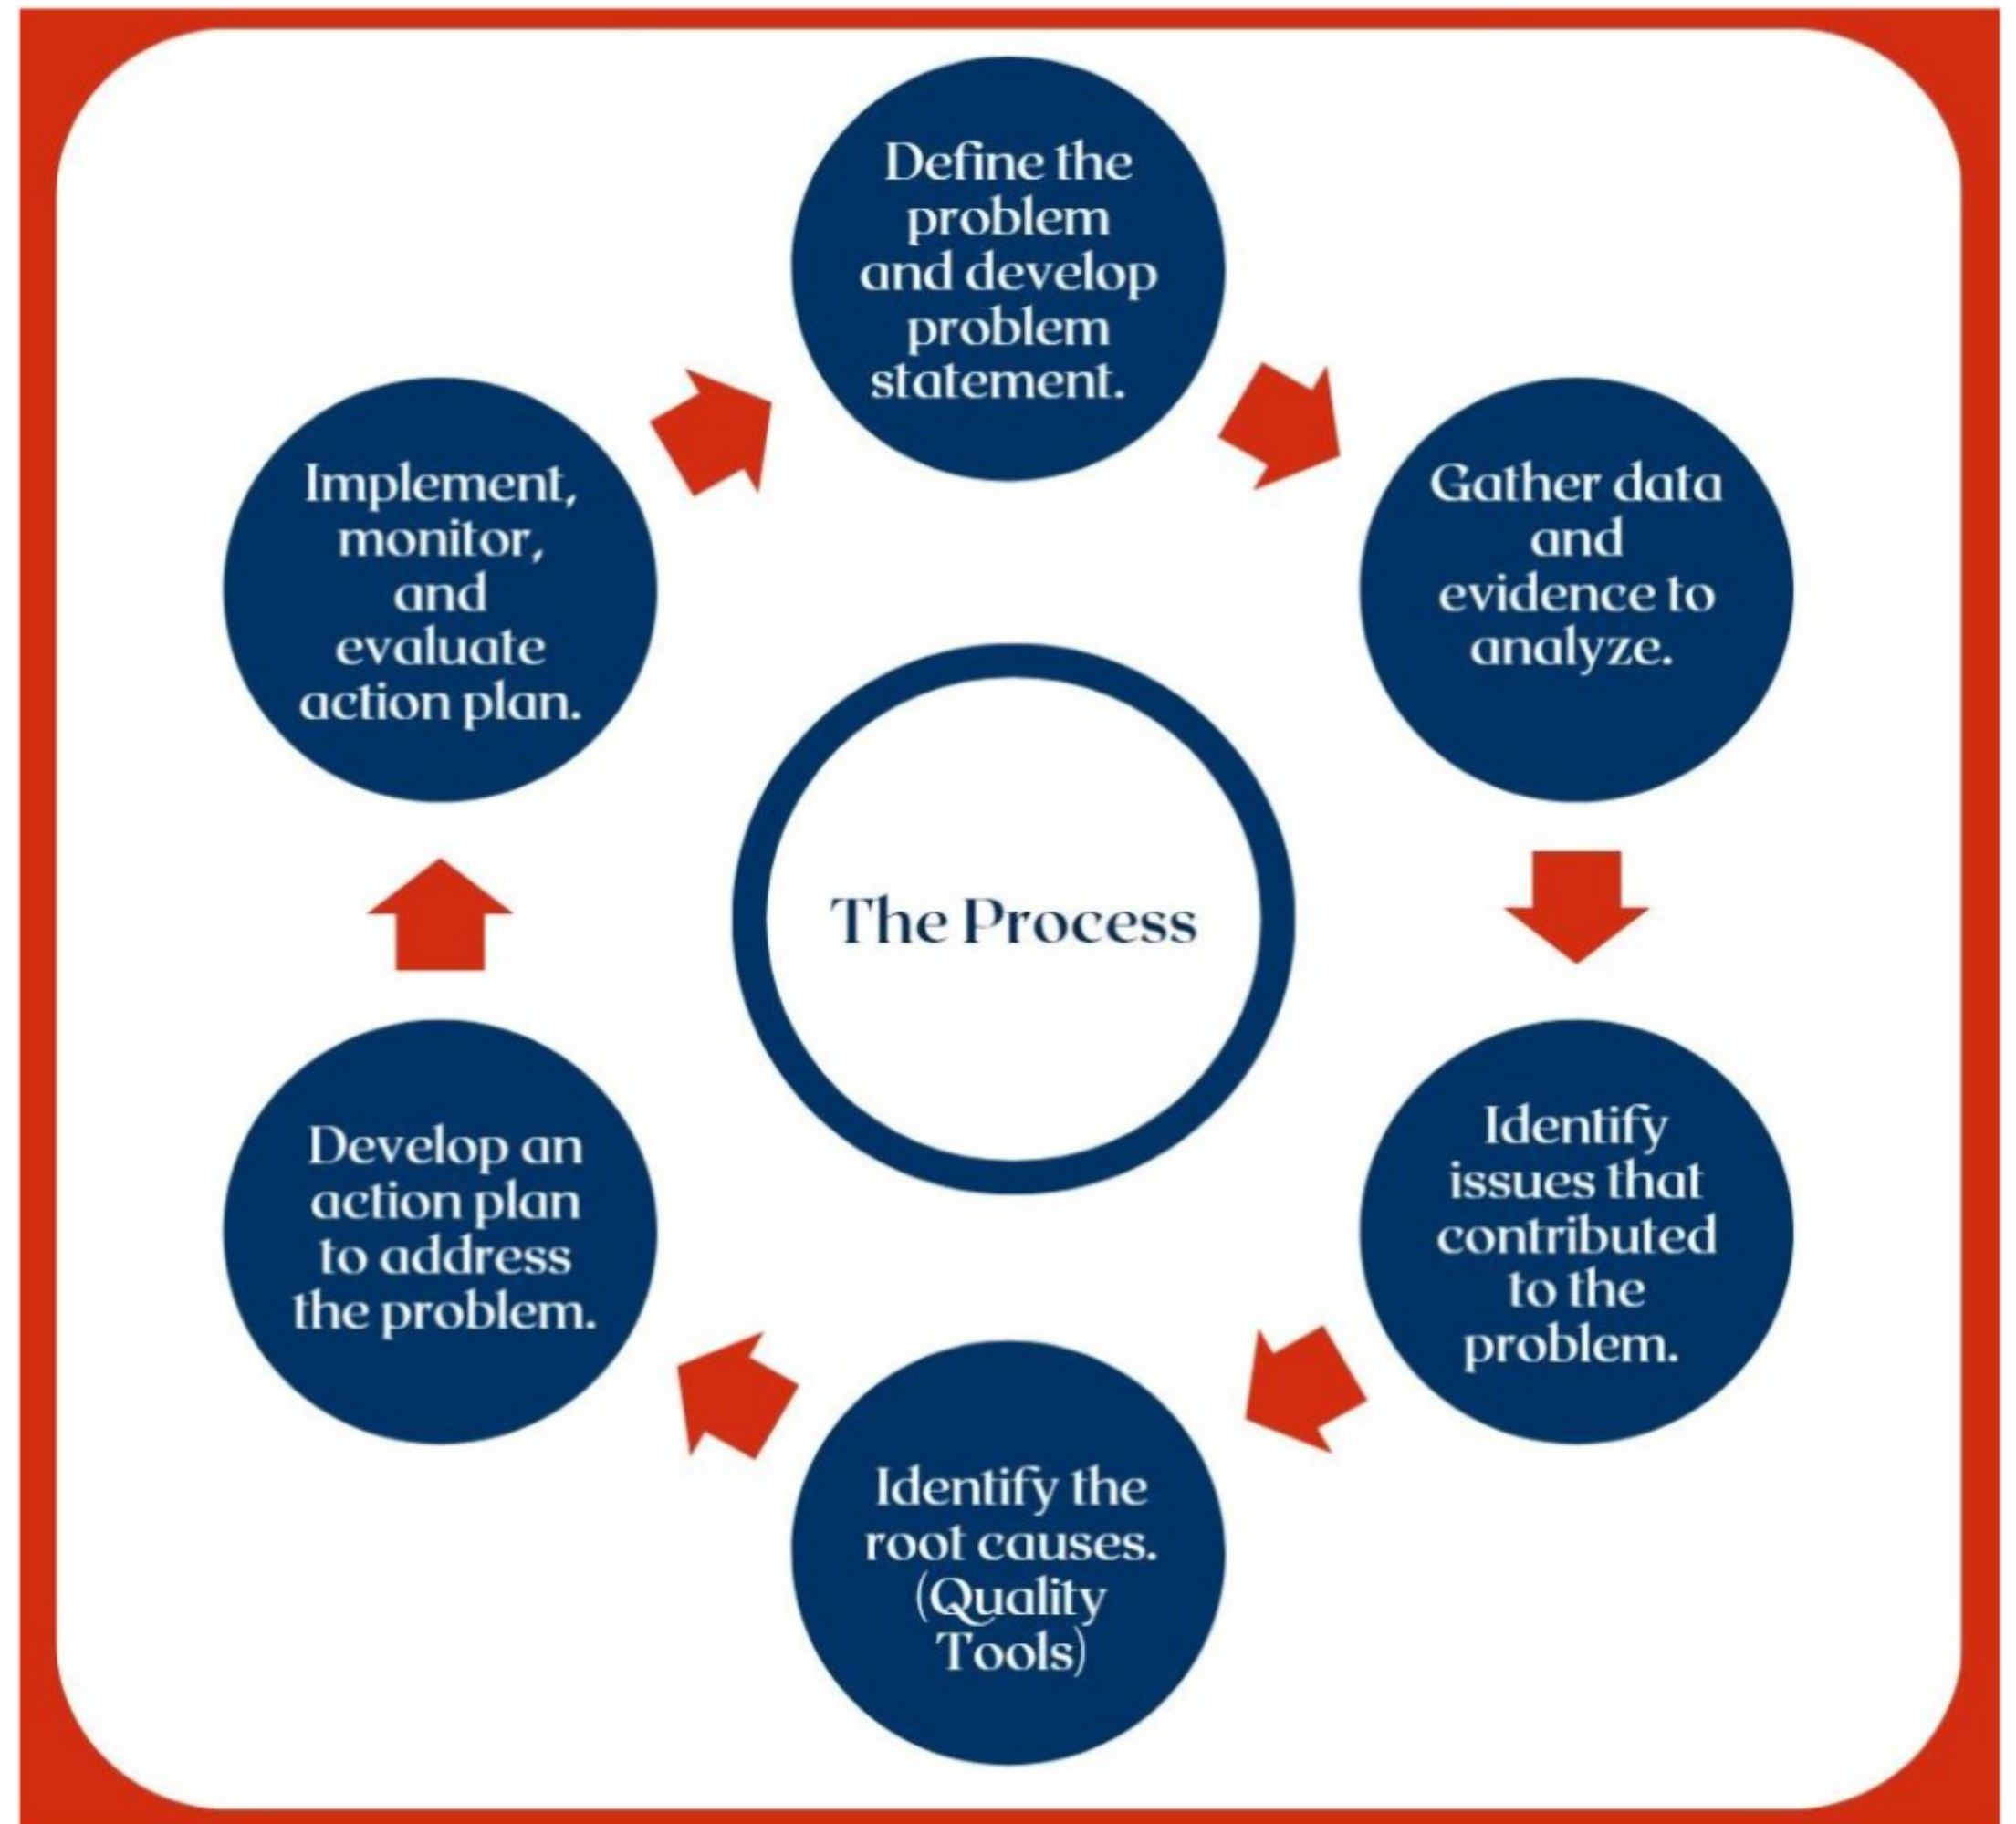 Define the
problem
and develop
problem
statement.
Gather data
and
evidence to
analyze.
Identify
issues that
contributed
to the
problem.
Identify the
root causes.
(Quality
Tools)
Develop an
action plan
to address
the problem.
Implement,
monitor,
and
evaluate
action plan.
The Process